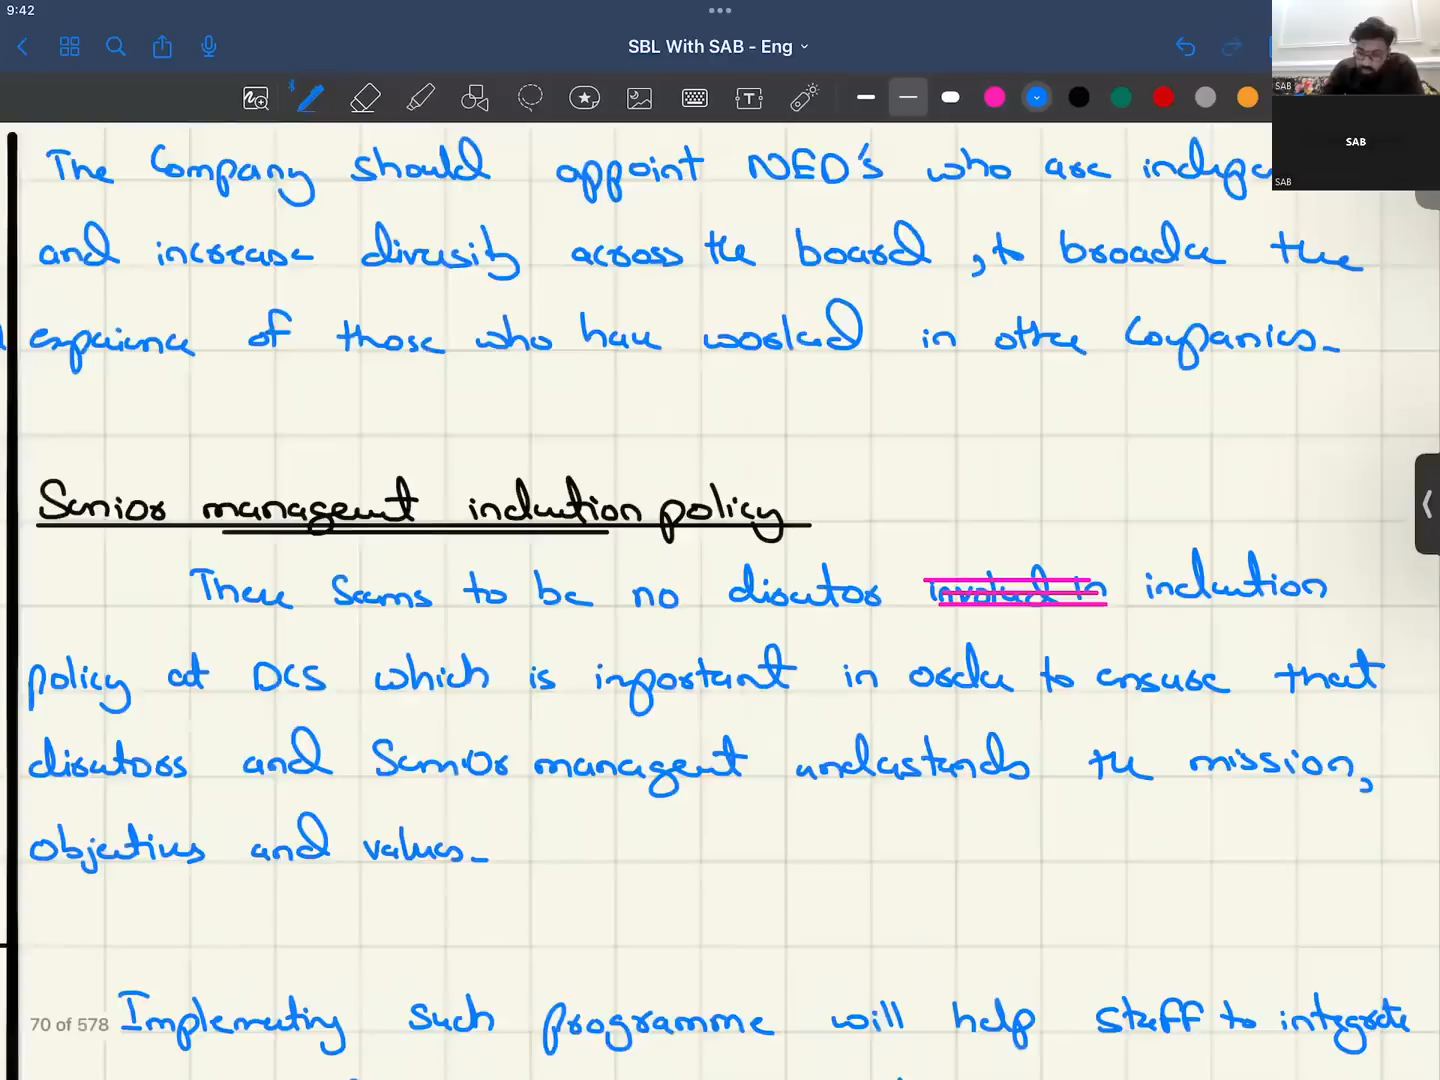 9:42
SBL With SAB - Eng
SAB
SAB
SAB
The Company should appoint NED's who are
and increase diversity across the board, to broaden the
experience of those who have worked in other Companies.
Senior management induction policy
There seems to be no director involved in induction
policy at DCS which is important in order to ensure that
directors and Senior management understands the mission,
objectives and values.
70 of 578
Implementing such programme will help staff to integrate